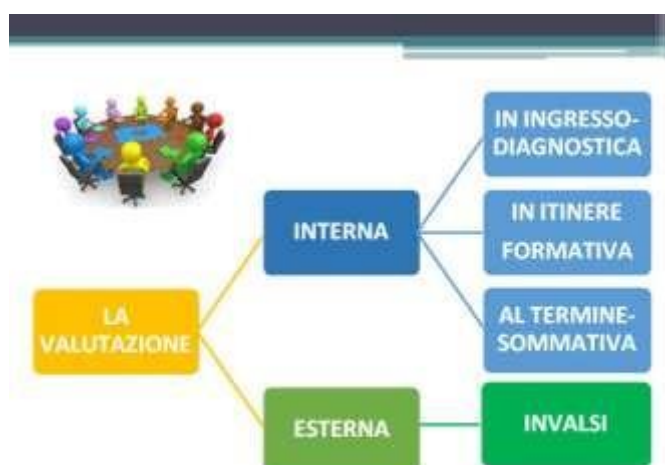 IN INGRESSO-
DIAGNOSTICA
INTERNA
IN ITINERE
FORMATIVA
LA
VALUTAZIONE
AL TERMINE-
SOMMATIVA
ESTERNA
INVALSI